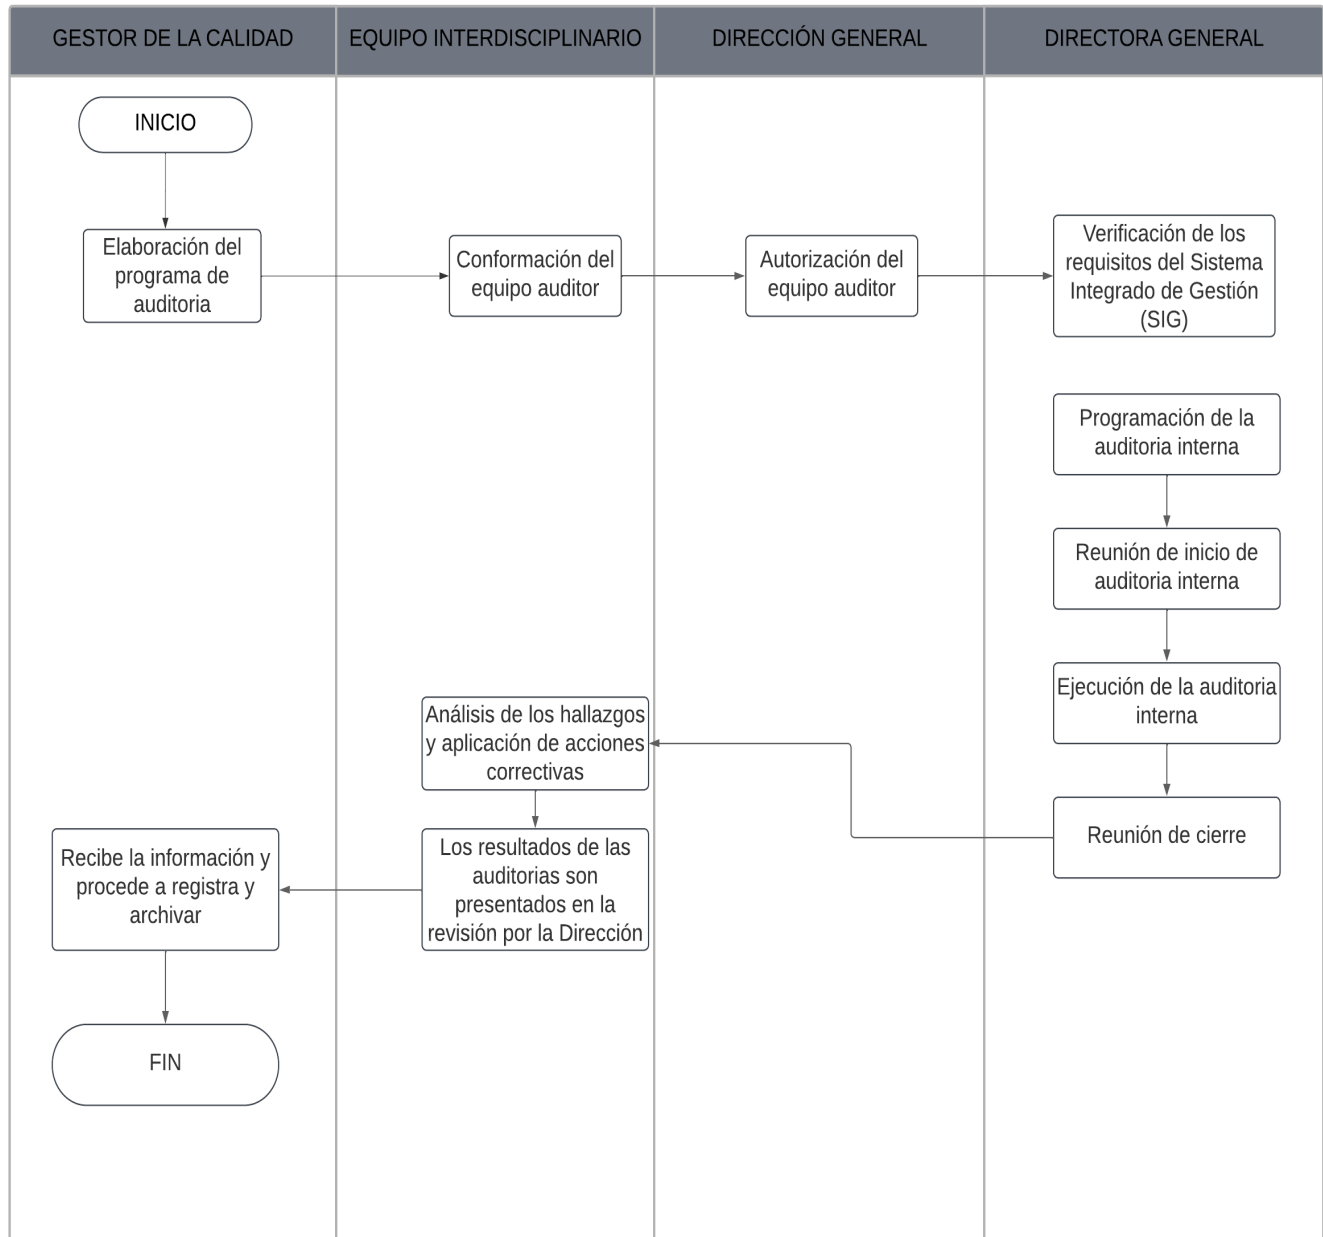 GESTOR DE LA CALIDAD
EQUIPO INTERDISCIPLINARIO
DIRECCIÓN GENERAL
DIRECTORA GENERAL
INICIO
Elaboración del
programa de
auditoria
Conformación del
equipo auditor
Autorización del
equipo auditor
Verificación de los
requisitos del Sistema
Integrado de Gestión
(SIG)
Programación de la
auditoria interna
Reunión de inicio de
auditoria interna
Ejecución de la auditoria
interna
Reunión de cierre
Análisis de los hallazgos
y aplicación de acciones
correctivas
Los resultados de las
auditorias son
presentados en la
revisión por la Dirección
Recibe la información y
procede a registra y
archivar
FIN